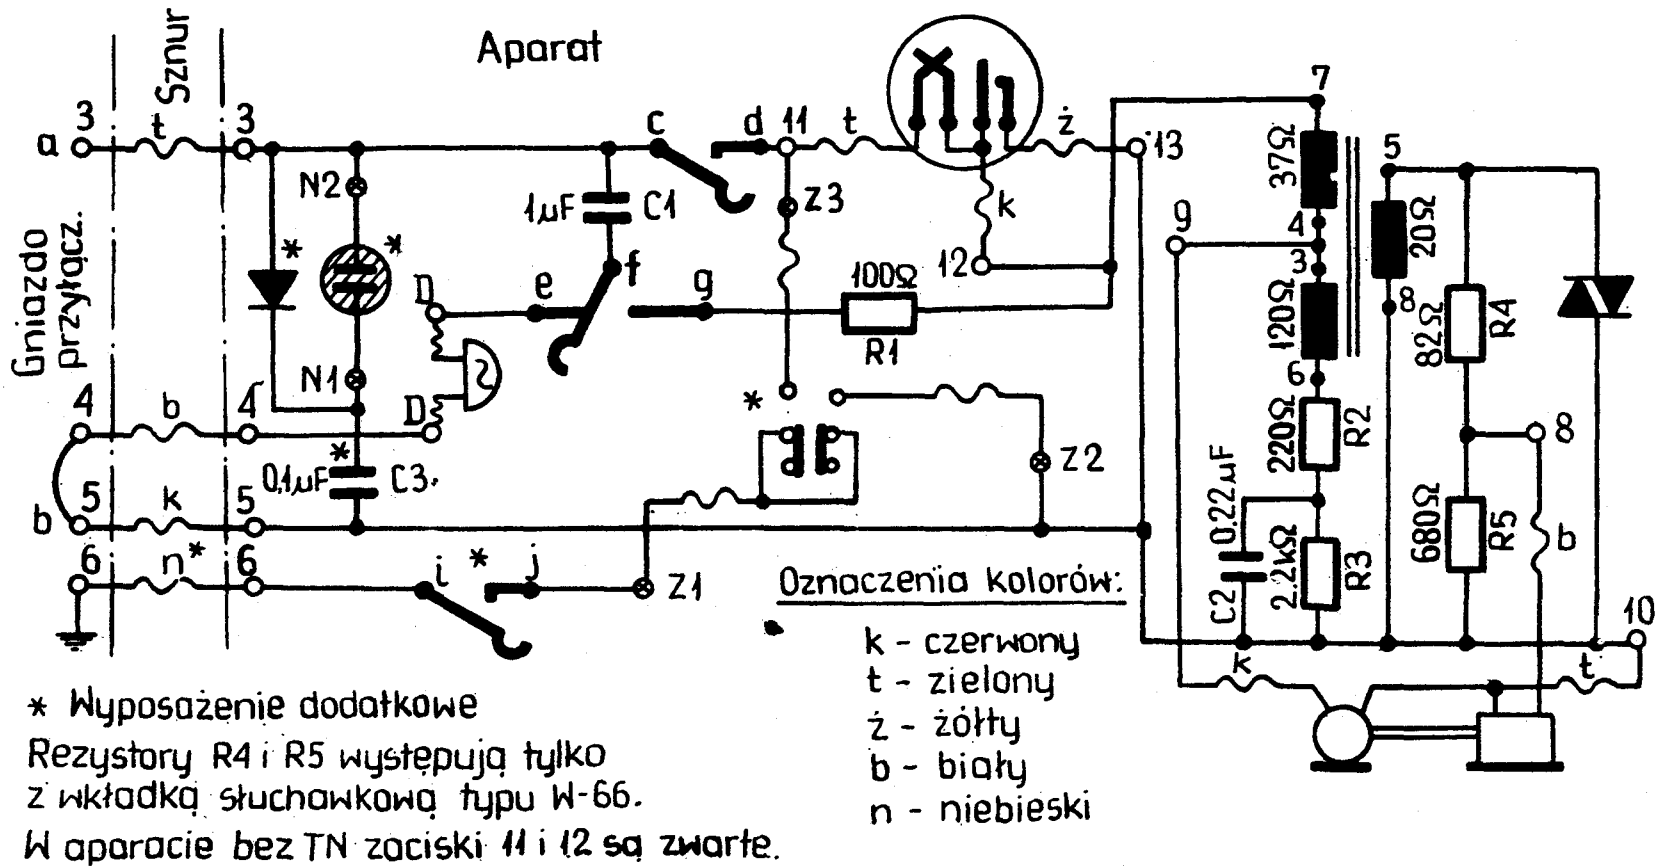 Aparat
Sznur
Gniazdo
przyłącz.
a
3
t
3
N2
*
*
1µF
C1
c
d
11
t
ż
13
k
12
Z3
f
e
g
D
100Ω
R1
N1
4
b
4
D
*
0,1µF
C3.
b
5
k
5
6
n*
6
i
*
j
Z1
*
Z2
7
37Ω
5
9
4
3
20Ω
8
120Ω
6
82Ω
R4
220Ω
R2
8
0.22µF
C2
2.2kΩ
R3
680Ω
R5
b
10
k
t
Oznaczenia kolorów:
k - czerwony
t - zielony
ż - żółty
b - biały
n - niebieski
* Wyposażenie dodatkowe
Rezystory R4 i R5 występują tylko
z wkładką słuchawkową typu W-66.
W aparacie bez TN zaciski 11 i 12 są zwarte.